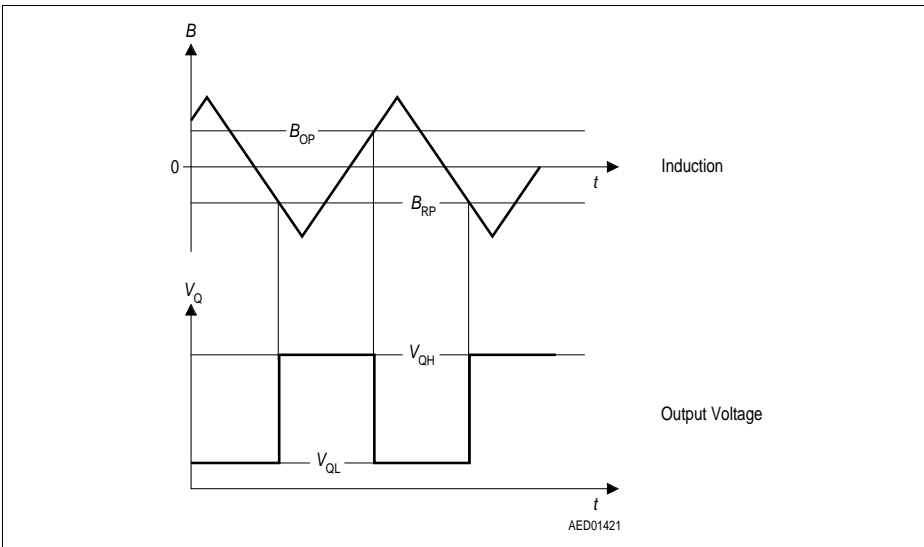 B
B_OP
0
t
Induction
B_RP
V_Q
V_QH
Output Voltage
V_QL
t
AED01421